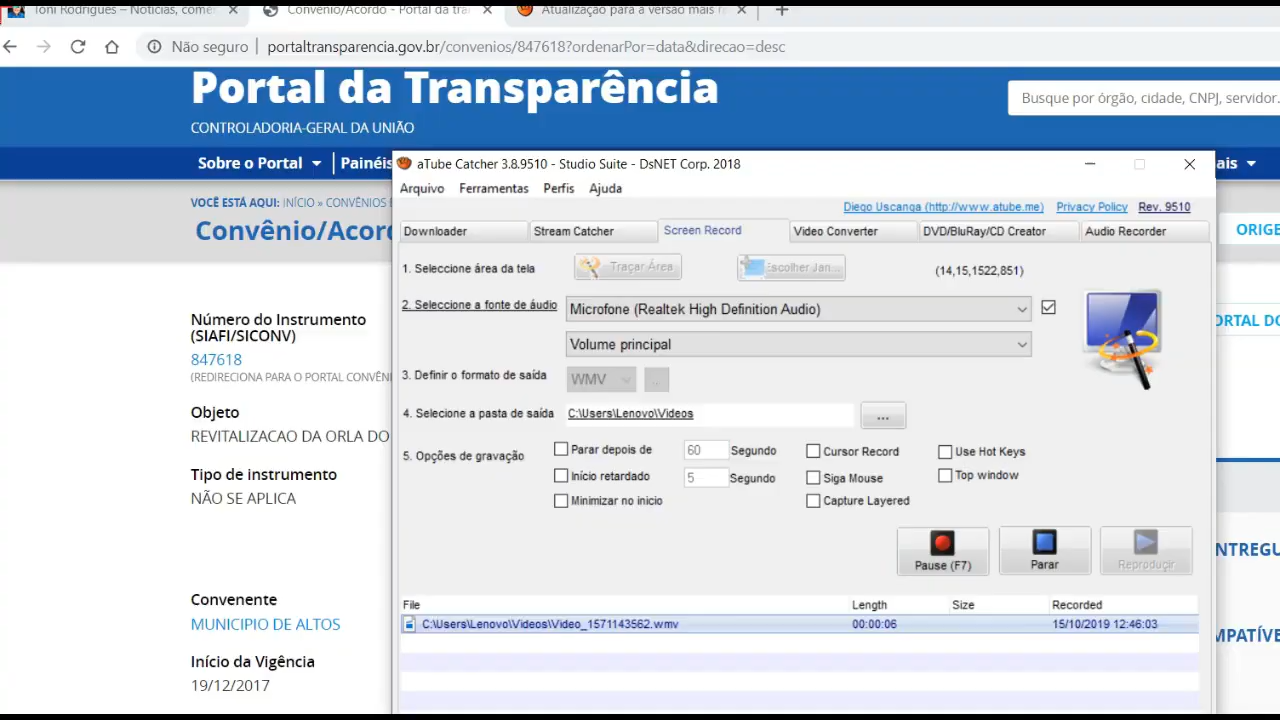 Toni Rodrigues – Notícias, come
Convênio/Acordo - Portal da tra
Atualização para a versão mais r
Não seguro | portaltransparencia.gov.br/convenios/847618?ordenarPor=data&direcao=desc
Portal da Transparência
CONTROLADORIA-GERAL DA UNIÃO
Busque por órgão, cidade, CNPJ, servidor.
Sobre o Portal
Painéis
ais
VOCÊ ESTÁ AQUI: INÍCIO » CONVÊNIOS
Convênio/Acor
ORIGE
aTube Catcher 3.8.9510 - Studio Suite - DsNET Corp. 2018
Arquivo Ferramentas Perfis Ajuda
Diego Uscanga (http://www.atube.me) Privacy Policy Rev. 9510
Downloader Stream Catcher Screen Record Video Converter DVD/BluRay/CD Creator Audio Recorder
1. Seleccione área da tela
Traçar Área
Escolher Jan...
(14,15,1522,851)
2. Seleccione a fonte de áudio
Microfone (Realtek High Definition Audio)
Volume principal
3. Definir o formato de saída
WMV
..
4. Selecione a pasta de saída
C:\Users\Lenovo\Videos
...
5. Opções de gravação
Parar depois de 60 Segundo
Cursor Record
Use Hot Keys
Início retardado 5 Segundo
Siga Mouse
Top window
Minimizar no inicio
Capture Layered
Pause (F7)
Parar
Reproduçir
File Length Size Recorded
C:\Users\Lenovo\Videos\Video_1571143562.wmv 00:00:06 15/10/2019 12:46:03
Número do Instrumento
(SIAFI/SICONV)
847618
(REDIRECIONA PARA O PORTAL CONVÊNI
Objeto
REVITALIZACAO DA ORLA DO
Tipo de instrumento
NÃO SE APLICA
Convenente
MUNICIPIO DE ALTOS
Início da Vigência
19/12/2017
ORTAL DO
NTREGU
MPATÍVE